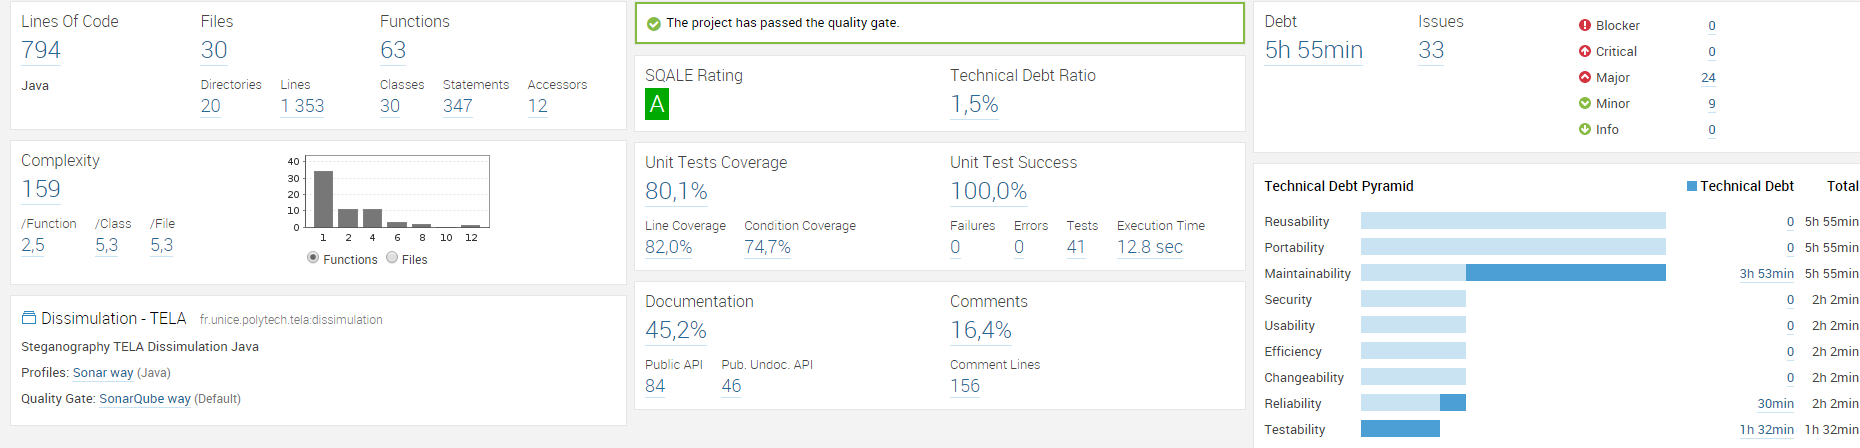 Lines Of Code Files Functions
794 30 63
Java Directories Lines Classes Statements Accessors
20 1 353 30 347 12
Complexity
159
/Function /Class /File
2,5 5,3 5,3
40
30
20
10
0
1 2 4 6 8 10 12
Functions Files
Dissimulation - TELA fr.unice.polytech.tela:dissimulation
Steganography TELA Dissimulation Java
Profiles: Sonar way (Java)
Quality Gate: SonarQube way (Default)
The project has passed the quality gate.
SQALE Rating Technical Debt Ratio
A 1,5%
Unit Tests Coverage Unit Test Success
80,1% 100,0%
Line Coverage Condition Coverage Failures Errors Tests Execution Time
82,0% 74,7% 0 0 41 12.8 sec
Documentation Comments
45,2% 16,4%
Public API Pub. Undoc. API Comment Lines
84 46 156
Debt Issues
5h 55min 33
Blocker 0
Critical 0
Major 24
Minor 9
Info 0
Technical Debt Pyramid Technical Debt Total
Reusability 0 5h 55min
Portability 0 5h 55min
Maintainability 3h 53min 5h 55min
Security 0 2h 2min
Usability 0 2h 2min
Efficiency 0 2h 2min
Changeability 0 2h 2min
Reliability 30min 2h 2min
Testability 1h 32min 1h 32min